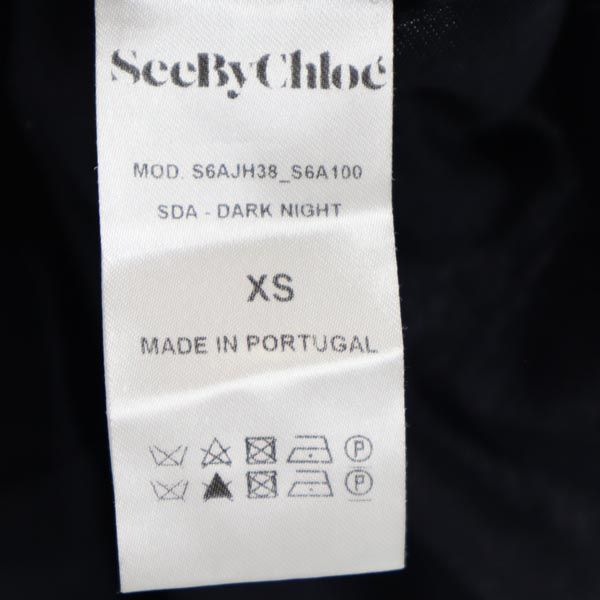 SeeByChloé
MOD. S6AJH38_S6A100
SDA - DARK NIGHT
XS
MADE IN PORTUGAL
P
P